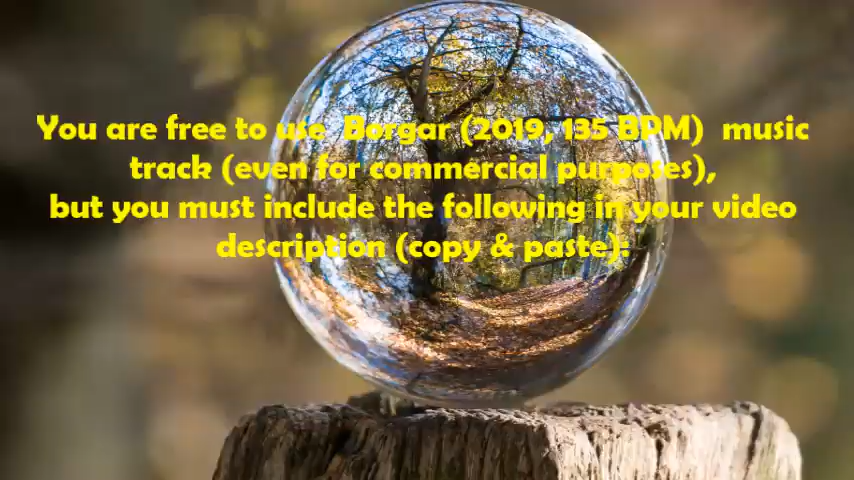 You are free to use Borgar (2019, 135 BPM) music
track (even for commercial purposes),
but you must include the following in your video
description (copy & paste):